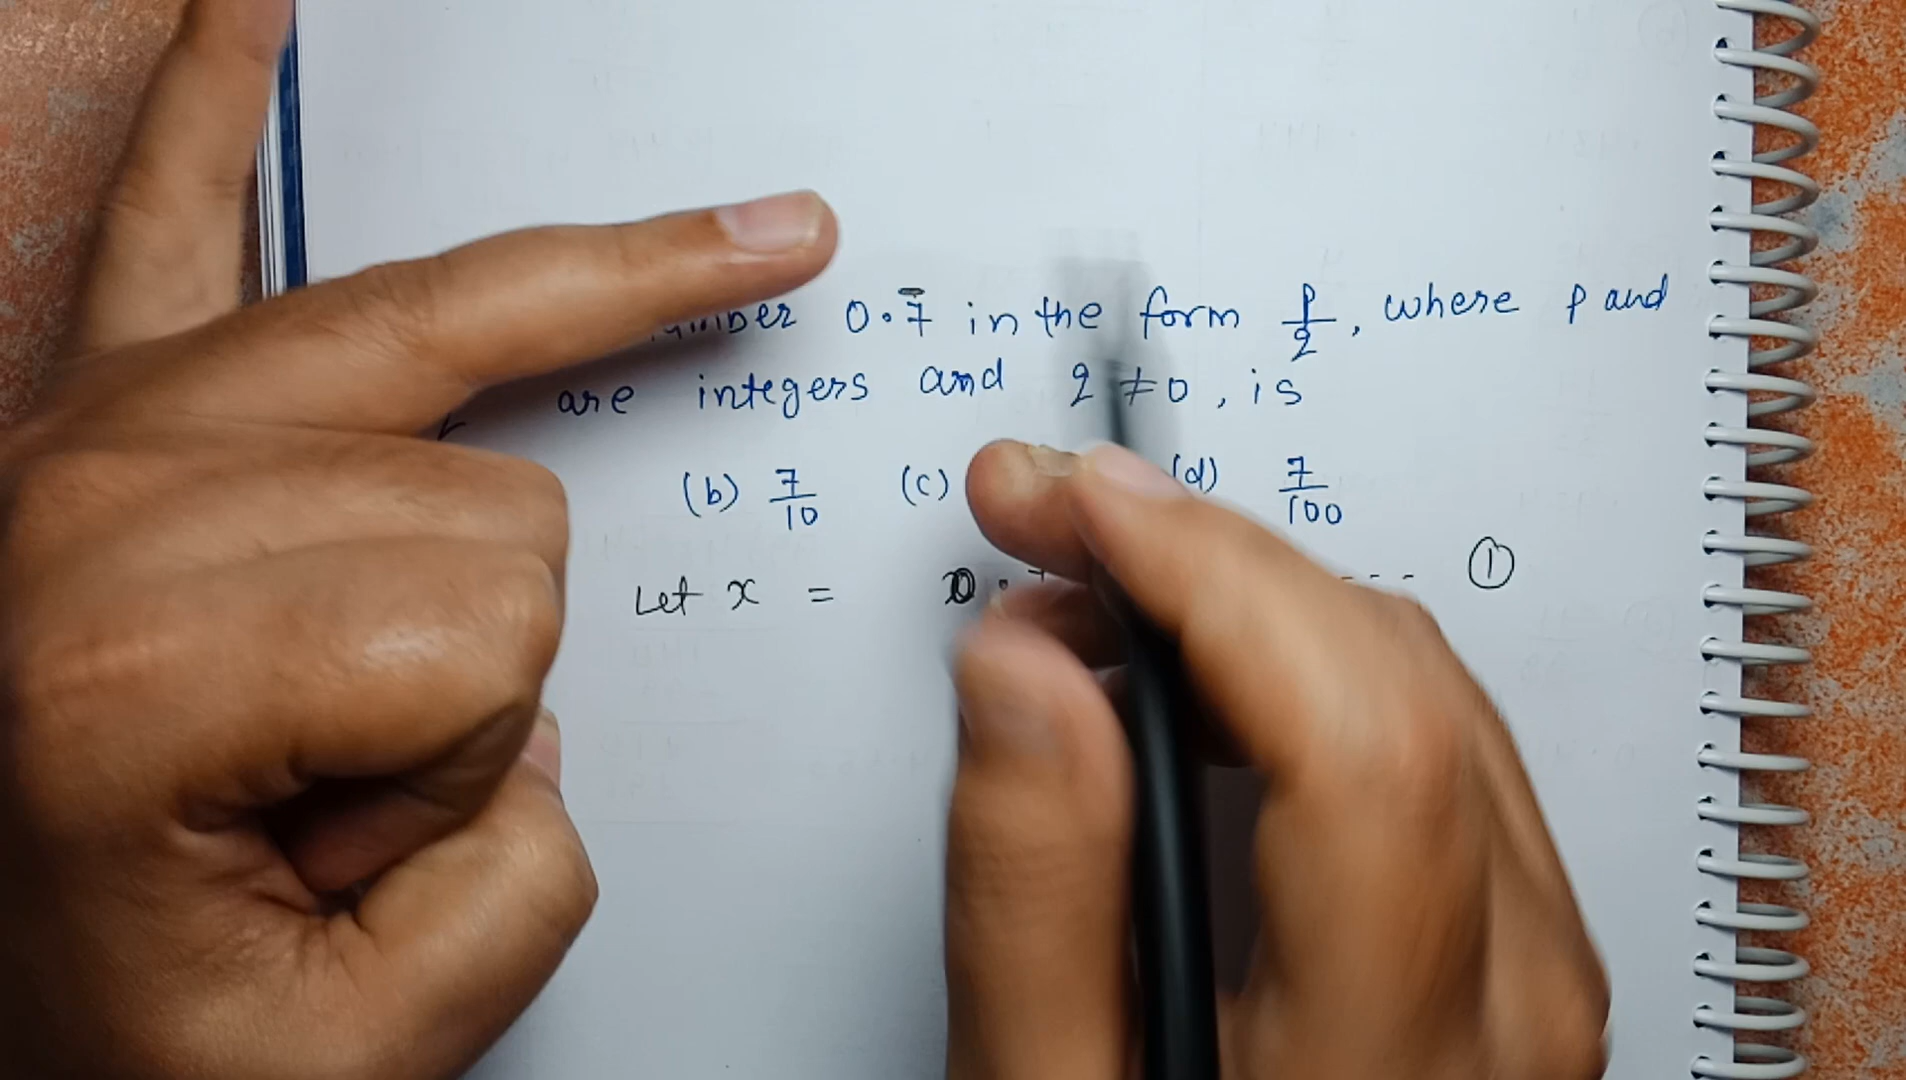 0.7̄ in the form p/q, where p and
are integers and q ≠ 0, is
(b) 7/10 (c) (d) 7/100
Let x = 0. --- ①